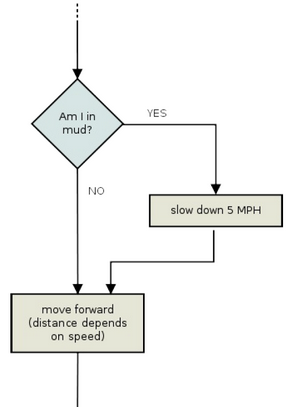 Am I in
mud?
YES
NO
slow down 5 MPH
move forward
(distance depends
on speed)